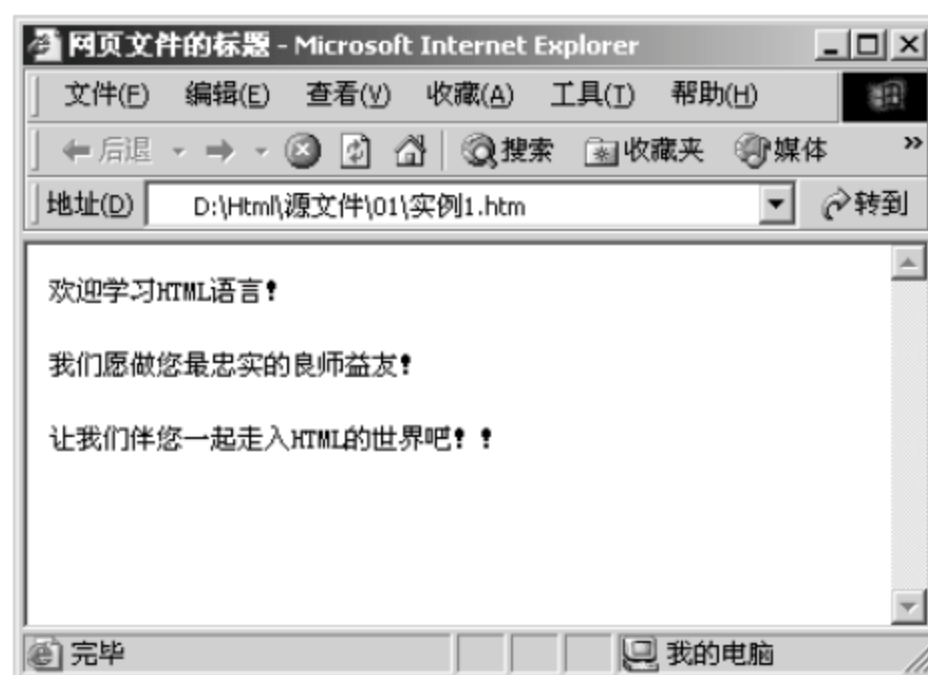 网页文件的标题 - Microsoft Internet Explorer
文件(F) 编辑(E) 查看(V) 收藏(A) 工具(T) 帮助(H)
后退 搜索 收藏夹 媒体 »
地址(D) D:\Html\源文件\01\实例1.htm 转到
欢迎学习HTML语言！
我们愿做您最忠实的良师益友！
让我们伴您一起走入HTML的世界吧！！
完毕 我的电脑